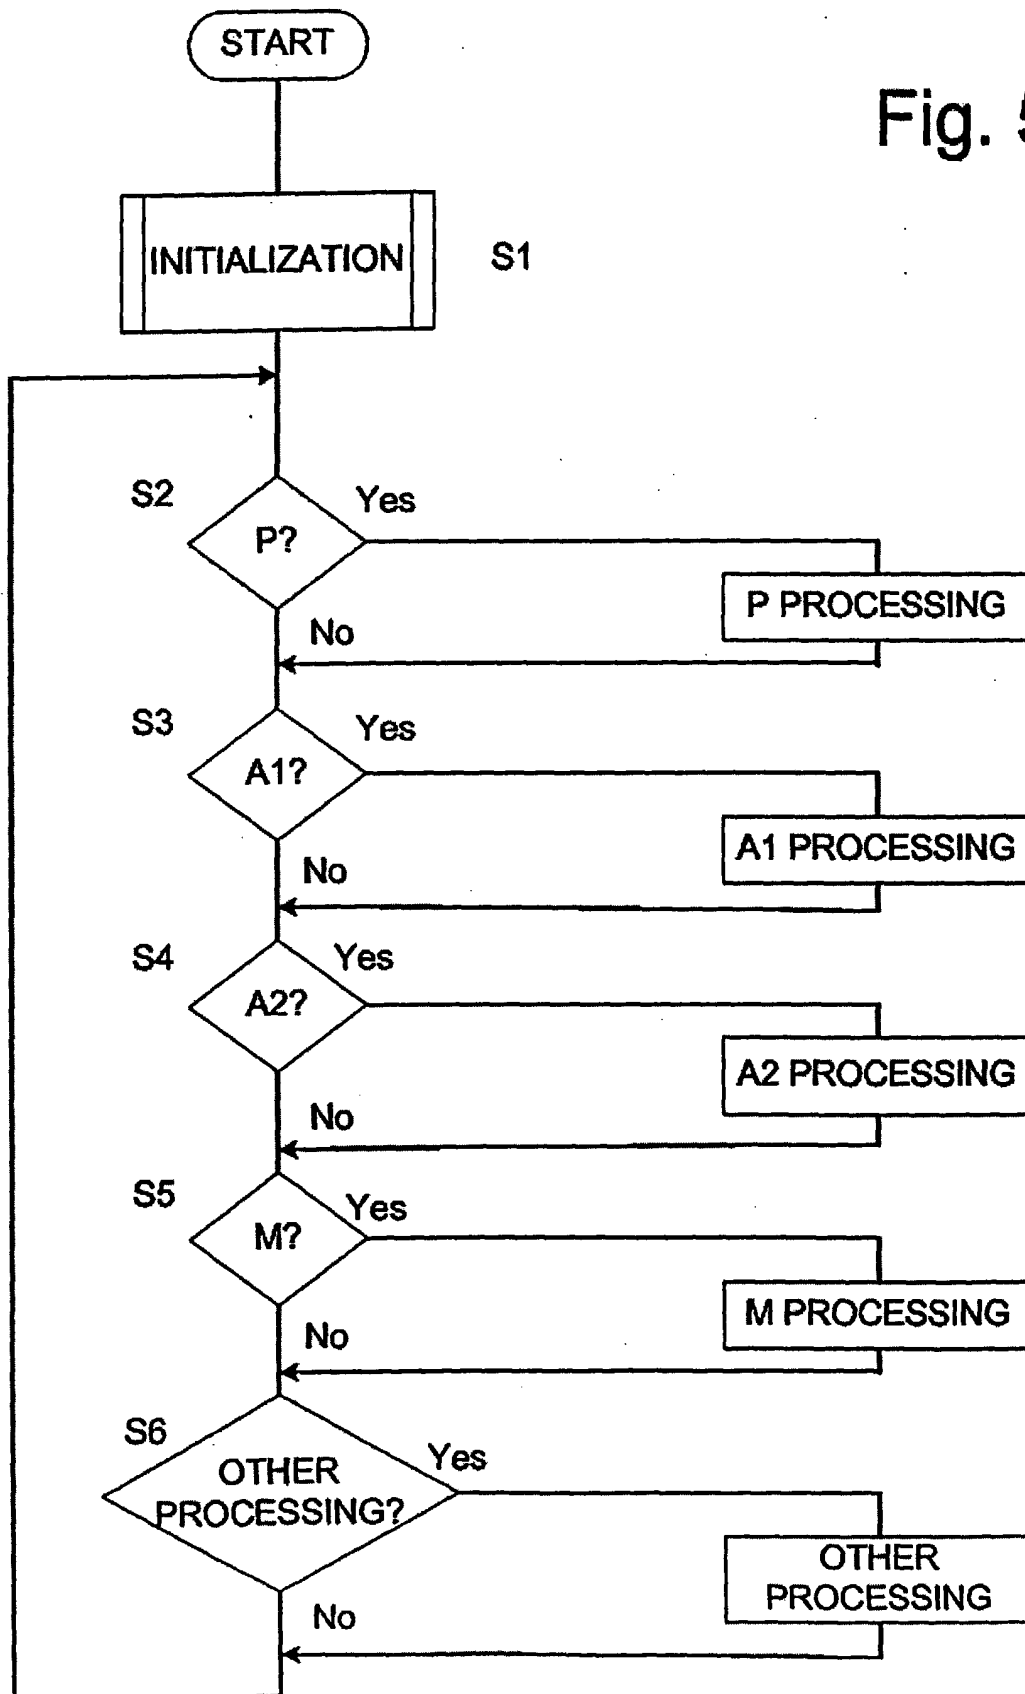 START
Fig. 5
INITIALIZATION
S1
S2
P?
Yes
P PROCESSING
No
S3
A1?
Yes
A1 PROCESSING
No
S4
A2?
Yes
A2 PROCESSING
No
S5
M?
Yes
M PROCESSING
No
S6
OTHER
PROCESSING?
Yes
OTHER
PROCESSING
No